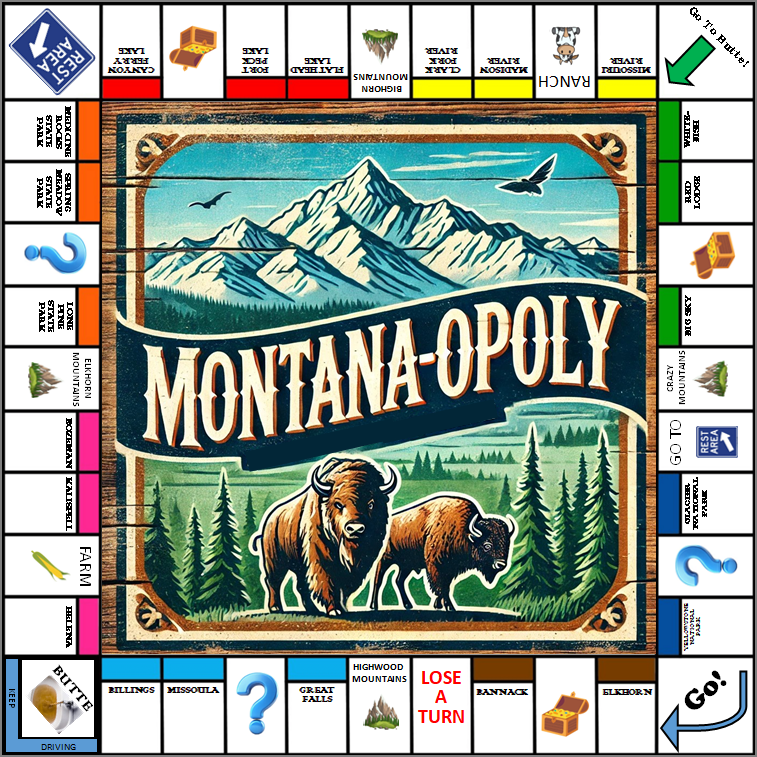 REST
AREA
CANYON
FERRY
LAKE
FORT
PECK
LAKE
FLATHEAD
LAKE
BIGHORN
MOUNTAINS
CLARK
FORK
RIVER
MADISON
RIVER
RANCH
MISSOURI
RIVER
Go To Butte!
MEDICINE
ROCKS
STATE
PARK
SPRING
MEADOW
STATE
PARK
LONE
PINE
STATE
PARK
ELKHORN
MOUNTAINS
BOZEMAN
KALISPELL
FARM
HELENA
MONTANA-OPOLY
WHITE-
FISH
RED
LODGE
BIG SKY
CRAZY
MOUNTAINS
GO TO
REST
AREA
GLACIER
NATIONAL
PARK
YELLOWSTONE
NATIONAL
PARK
BUTTE
KEEP
DRIVING
BILLINGS
MISSOULA
GREAT
FALLS
HIGHWOOD
MOUNTAINS
LOSE
A
TURN
BANNACK
ELKHORN
Go!